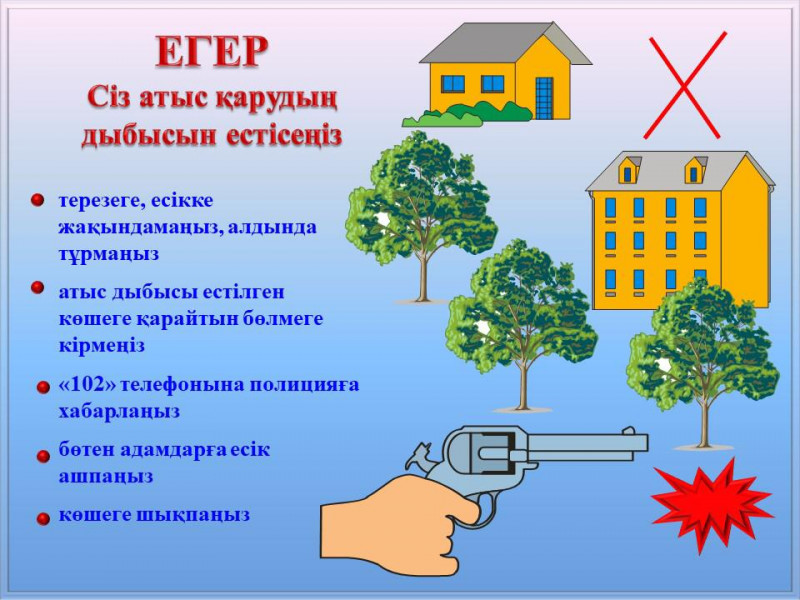 ЕГЕР
Сіз атыс қарудың
дыбысын естісеңіз
терезеге, есікке
жақындамаңыз, алдында
тұрмаңыз
атыс дыбысы естілген
көшеге қарайтын бөлмеге
кірмеңіз
«102» телефонына полицияға
хабарлаңыз
бөтен адамдарға есік
ашпаңыз
көшеге шықпаңыз